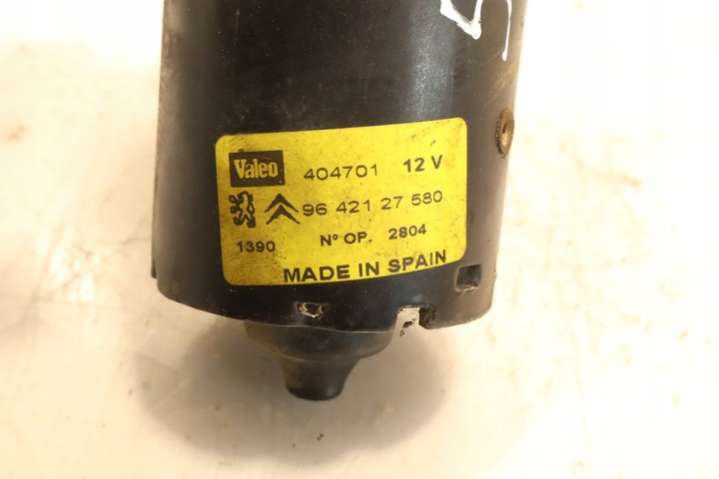 Valeo 404701 12 V
96 421 27 580
1390 N° OP. 2804
MADE IN SPAIN